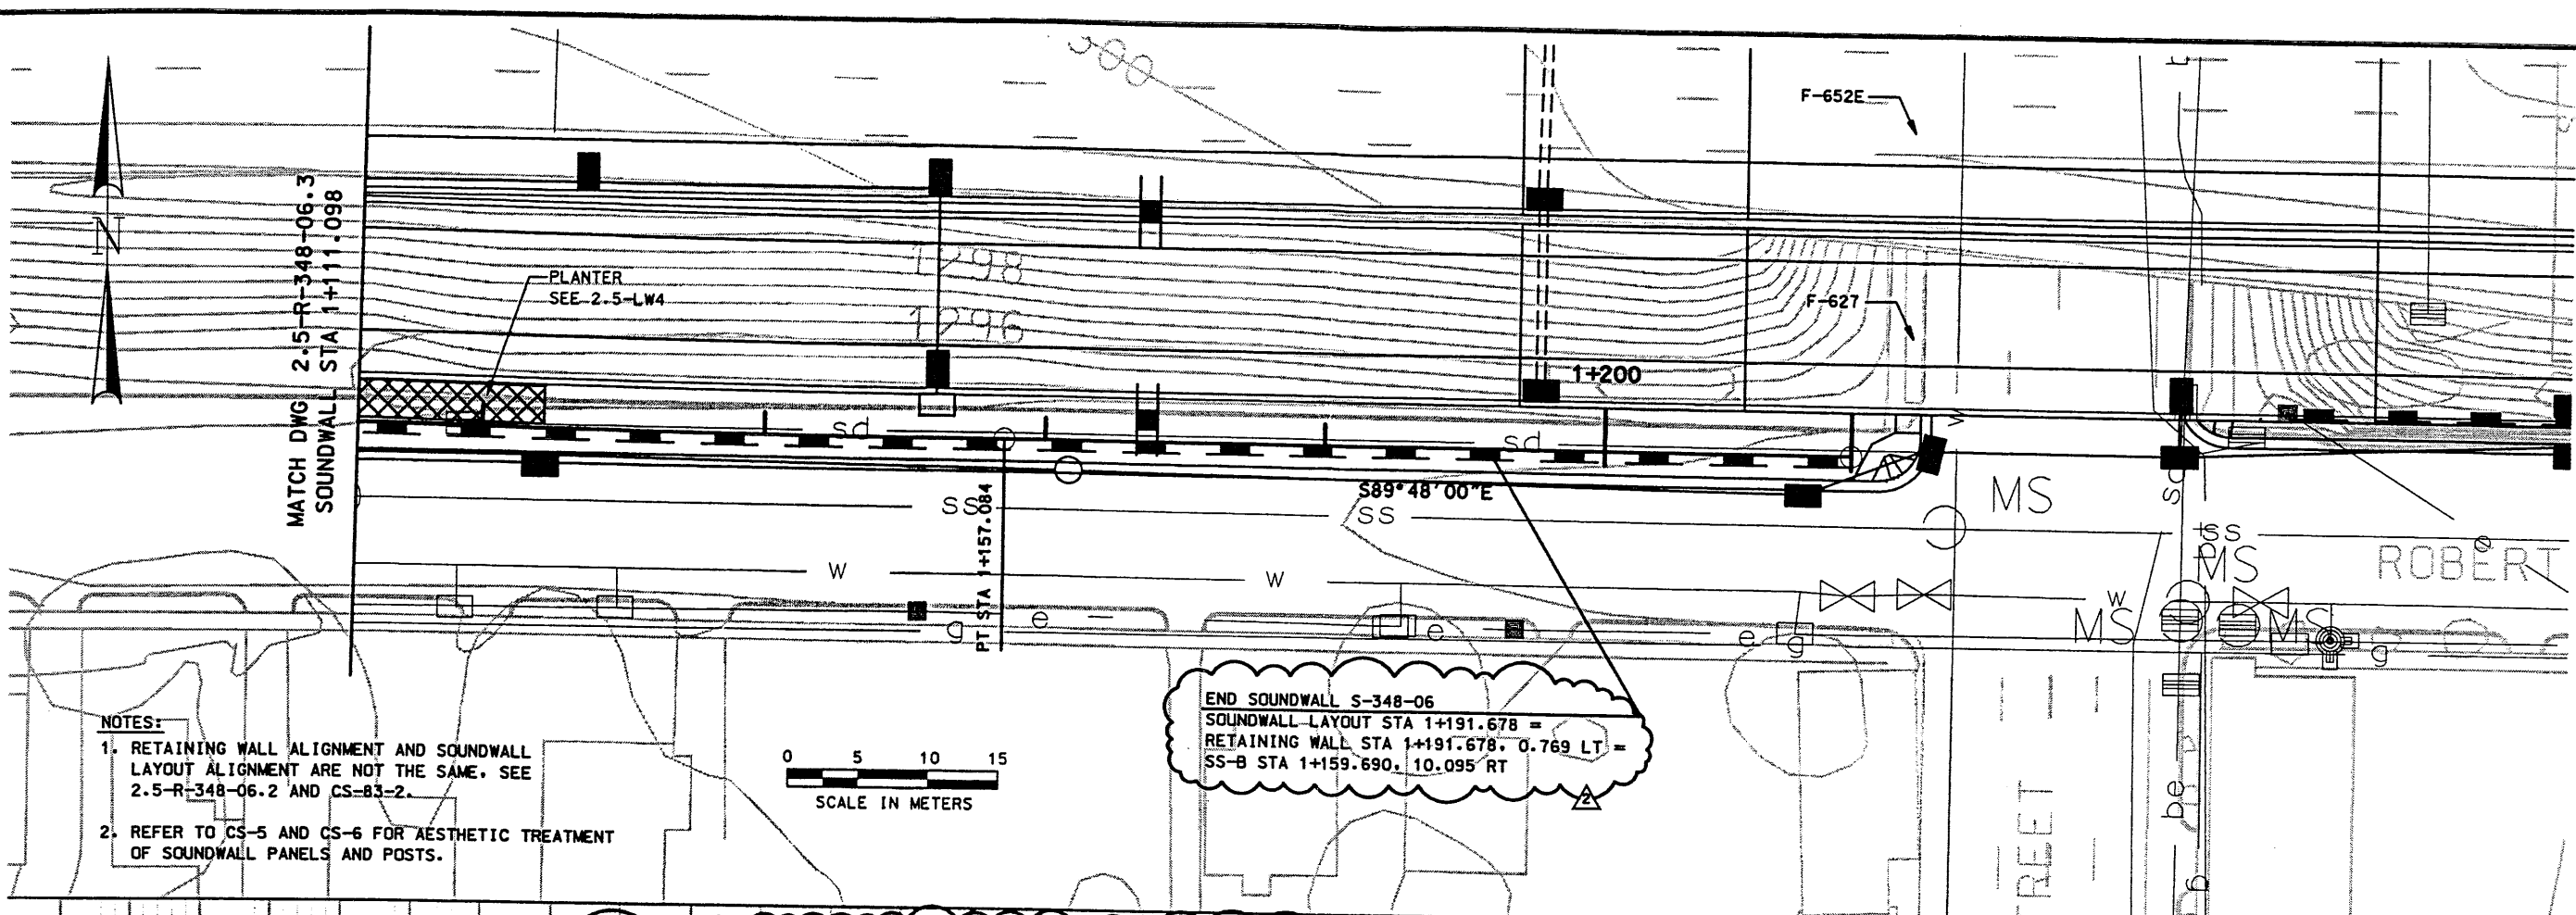 300
F-652E
MATCH DWG 2.5-R-348-06.3
SOUNDWALL STA 1+111.098
N
PLANTER
SEE 2.5-LW4
1298
1296
F-627
1+200
W
sd
sd
S89°48'00"E
SS
SS
PT STA 1+157.084
MS
sd
SS
MS
ROBERT
e
W
W
W
MS
MS
g
e
e
e
g
g
END SOUNDWALL S-348-06
SOUNDWALL LAYOUT STA 1+191.678 =
RETAINING WALL STA 1+191.678, 0.769 LT =
SS-B STA 1+159.690, 10.095 RT
2
NOTES:
1. RETAINING WALL ALIGNMENT AND SOUNDWALL
LAYOUT ALIGNMENT ARE NOT THE SAME. SEE
2.5-R-348-06.2 AND CS-83-2.
2. REFER TO CS-5 AND CS-6 FOR AESTHETIC TREATMENT
OF SOUNDWALL PANELS AND POSTS.
0 5 10 15
SCALE IN METERS
REET
be